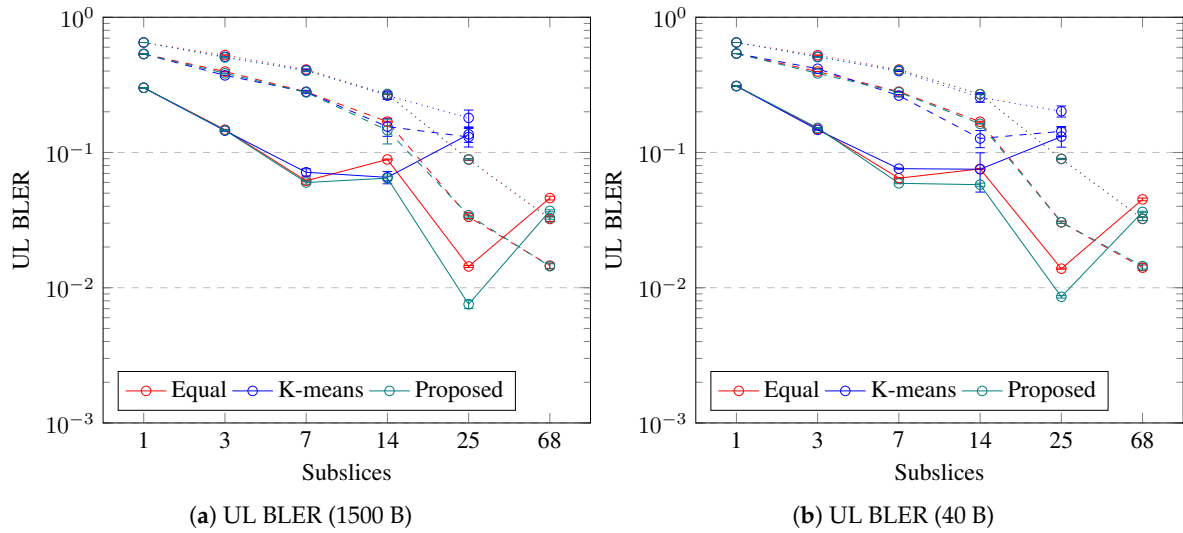 10^0
10^−1
10^−2
10^−3
UL BLER
Equal K-means Proposed
1 3 7 14 25 68
Subslices
(a) UL BLER (1500 B)
10^0
10^−1
10^−2
10^−3
UL BLER
Equal K-means Proposed
1 3 7 14 25 68
Subslices
(b) UL BLER (40 B)